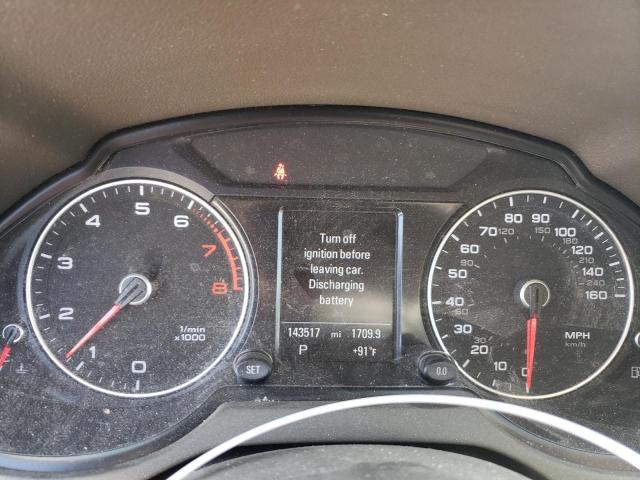 Turn off
ignition before
leaving car.
Discharging
battery
143517 mi 1709.9
P +91°F
0 1 2 3 4 5 6 7 8
1/min
x1000
SET
0.0
0 10 20 30 40 50 60 70 80 90 100 120 140 160
30 60 90 120 150 180 210 240
MPH
km/h